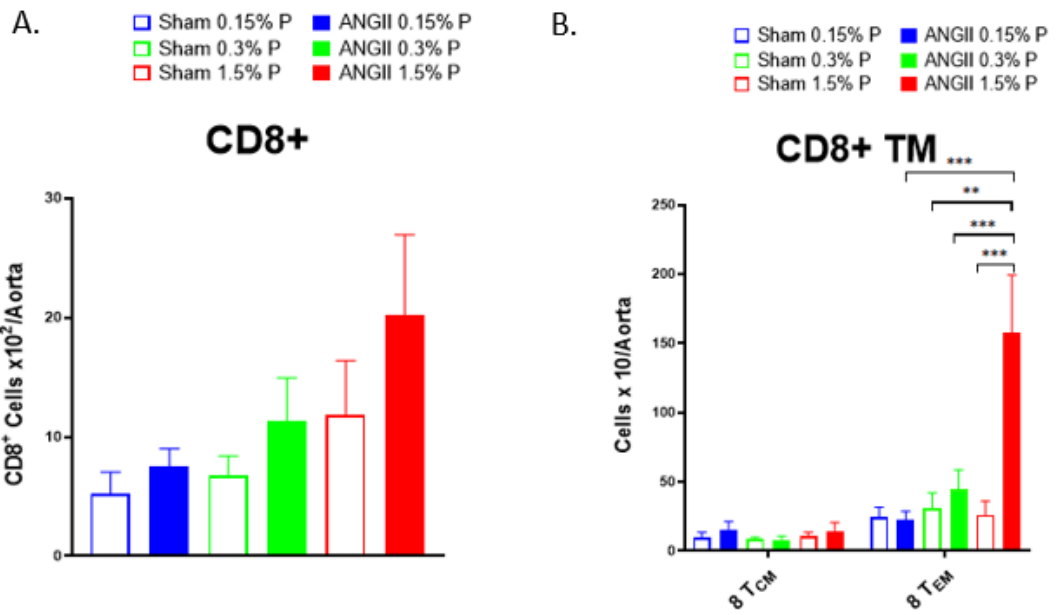 A.
Sham 0.15% P ANGII 0.15% P
Sham 0.3% P ANGII 0.3% P
Sham 1.5% P ANGII 1.5% P
CD8+
CD8+ Cells x10²/Aorta
30
20
10
0
B.
Sham 0.15% P ANGII 0.15% P
Sham 0.3% P ANGII 0.3% P
Sham 1.5% P ANGII 1.5% P
CD8+ TM
***
**
***
***
Cells x 10/Aorta
250
200
150
100
50
0
8 TCM
8 TEM